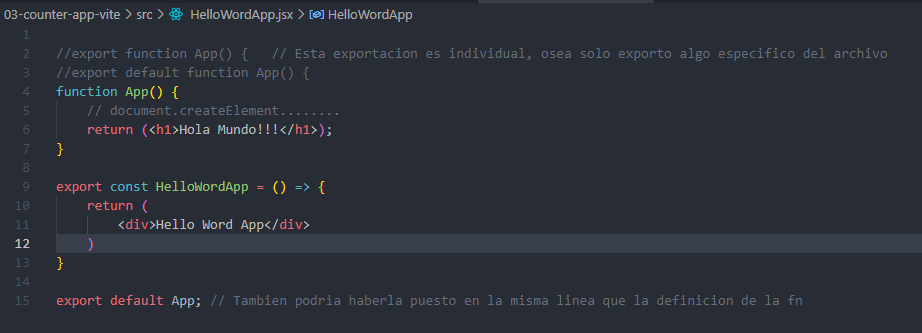 03-counter-app-vite > src > HelloWordApp.jsx > HelloWordApp
1
2 //export function App() {   // Esta exportacion es individual, osea solo exporto algo especifico del archivo
3 //export default function App() {
4 function App() {
5     // document.createElement........
6     return (<h1>Hola Mundo!!!</h1>);
7 }
8
9 export const HelloWordApp = () => {
10     return (
11         <div>Hello Word App</div>
12     )
13 }
14
15 export default App; // Tambien podria haberla puesto en la misma linea que la definicion de la fn